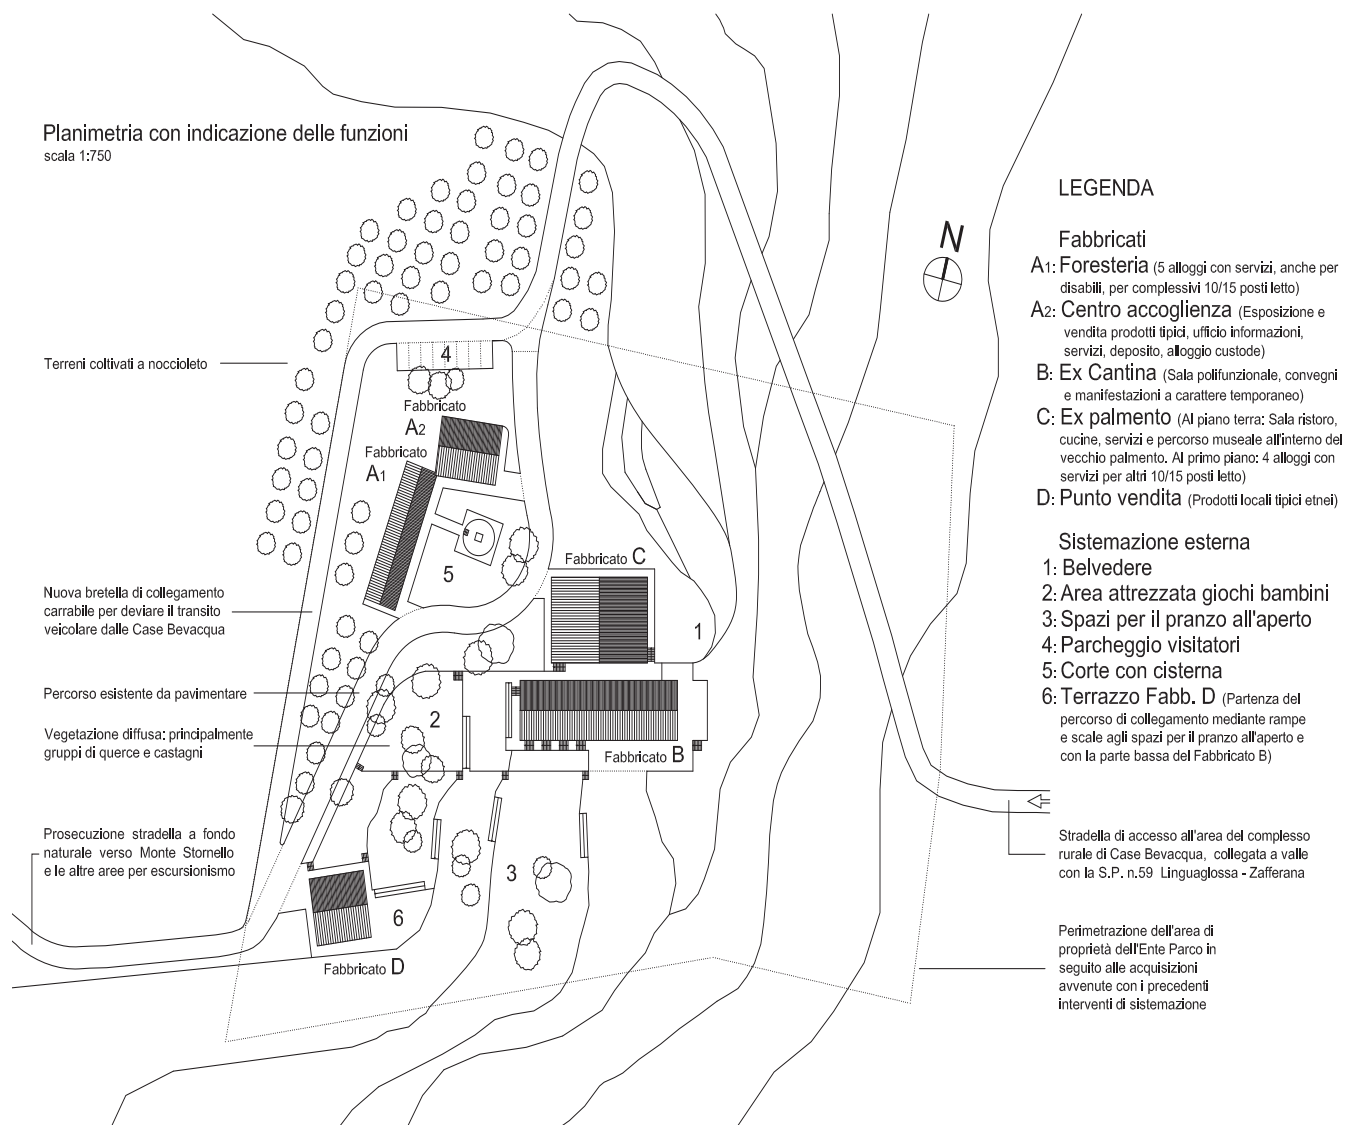 Planimetria con indicazione delle funzioni
scala 1:750
Terreni coltivati a noccioleto
Nuova bretella di collegamento
carrabile per deviare il transito
veicolare dalle Case Bevacqua
Percorso esistente da pavimentare
Vegetazione diffusa: principalmente
gruppi di querce e castagni
Prosecuzione stradella a fondo
naturale verso Monte Stornello
e le altre aree per escursionismo
4
Fabbricato
A2
Fabbricato
A1
5
Fabbricato C
1
2
Fabbricato B
3
6
Fabbricato D
N
LEGENDA
Fabbricati
A1: Foresteria (5 alloggi con servizi, anche per
disabili, per complessivi 10/15 posti letto)
A2: Centro accoglienza (Esposizione e
vendita prodotti tipici, ufficio informazioni,
servizi, deposito, alloggio custode)
B: Ex Cantina (Sala polifunzionale, convegni
e manifestazioni a carattere temporaneo)
C: Ex palmento (Al piano terra: Sala ristoro,
cucine, servizi e percorso museale all'interno del
vecchio palmento. Al primo piano: 4 alloggi con
servizi per altri 10/15 posti letto)
D: Punto vendita (Prodotti locali tipici etnei)
Sistemazione esterna
1: Belvedere
2: Area attrezzata giochi bambini
3: Spazi per il pranzo all'aperto
4: Parcheggio visitatori
5: Corte con cisterna
6: Terrazzo Fabb. D (Partenza del
percorso di collegamento mediante rampe
e scale agli spazi per il pranzo all'aperto e
con la parte bassa del Fabbricato B)
Stradella di accesso all'area del complesso
rurale di Case Bevacqua, collegata a valle
con la S.P. n.59 Linguaglossa - Zafferana
Perimetrazione dell'area di
proprietà dell'Ente Parco in
seguito alle acquisizioni
avvenute con i precedenti
interventi di sistemazione